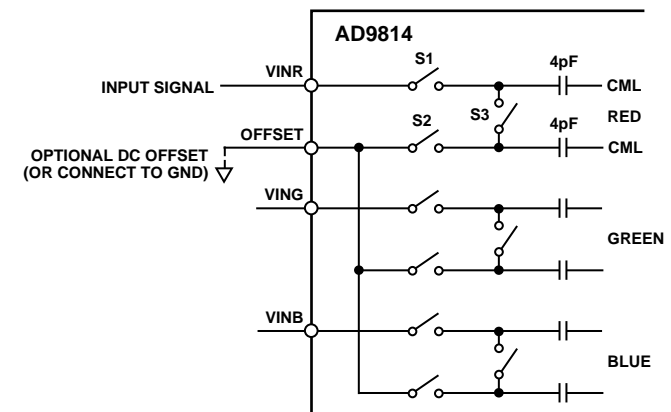 AD9814
S1
4pF
VINR
INPUT SIGNAL
CML
RED
S2
S3
4pF
OFFSET
CML
OPTIONAL DC OFFSET
(OR CONNECT TO GND)
VING
GREEN
VINB
BLUE